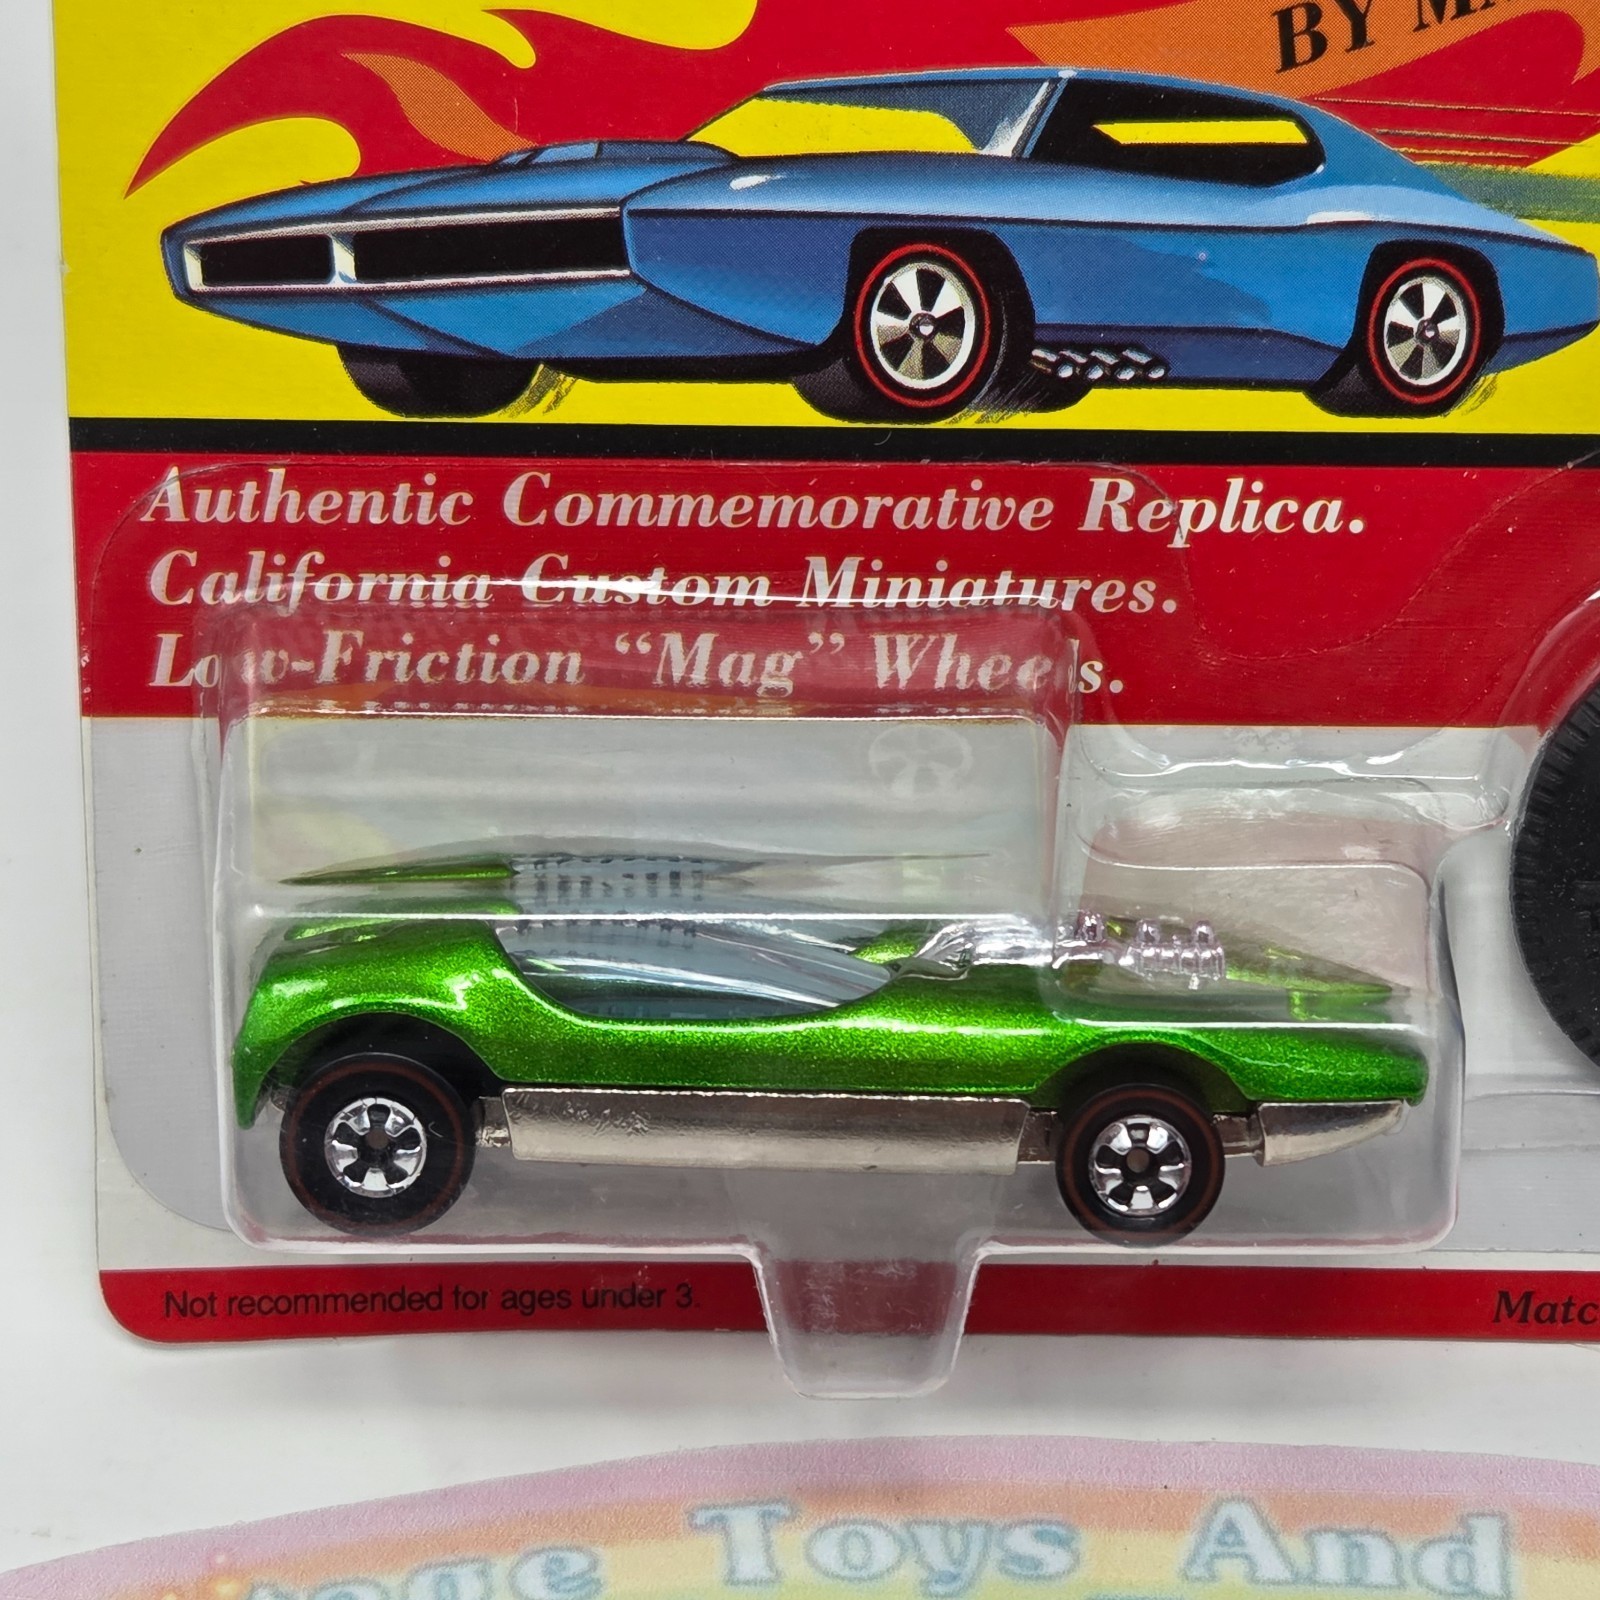 BY
Authentic Commemorative Replica.
California Custom Miniatures.
Low-Friction "Mag" Wheels.
Not recommended for ages under 3.
Matc
Toys And